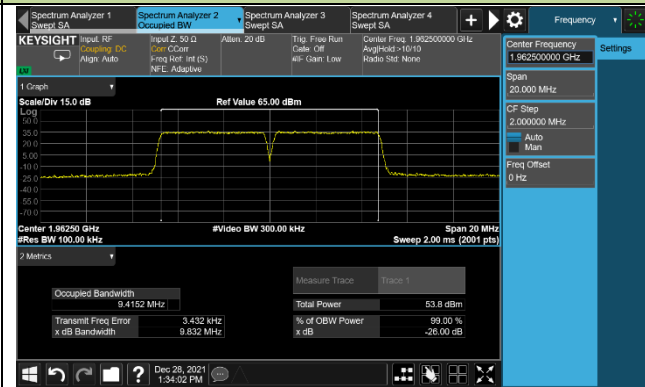 Spectrum Analyzer 1 Swept SA
Spectrum Analyzer 2 Occupied BW
Spectrum Analyzer 3 Swept SA
Spectrum Analyzer 4 Swept SA
Frequency
KEYSIGHT
Input: RF
Coupling: DC
Align: Auto
Input Z: 50 Ω
Corr CCorr
Freq Ref: Int (S)
NFE: Adaptive
Atten: 20 dB
Trig: Free Run
Gate: Off
#IF Gain: Low
Center Freq: 1.962500000 GHz
Avg|Hold:>10/10
Radio Std: None
Center Frequency
1.962500000 GHz
Settings
Span
20.000 MHz
CF Step
2.000000 MHz
Auto
Man
Freq Offset
0 Hz
1 Graph
Scale/Div 15.0 dB
Ref Value 65.00 dBm
Log
50.0
35.0
20.0
5.00
-10.0
-25.0
-40.0
-55.0
-70.0
Center 1.96250 GHz
#Video BW 300.00 kHz
Span 20 MHz
#Res BW 100.00 kHz
Sweep 2.00 ms (2001 pts)
2 Metrics
Measure Trace
Trace 1
Occupied Bandwidth
9.4152 MHz
Total Power
53.8 dBm
Transmit Freq Error
3.432 kHz
% of OBW Power
99.00 %
x dB Bandwidth
9.832 MHz
x dB
-26.00 dB
Dec 28, 2021
1:34:02 PM